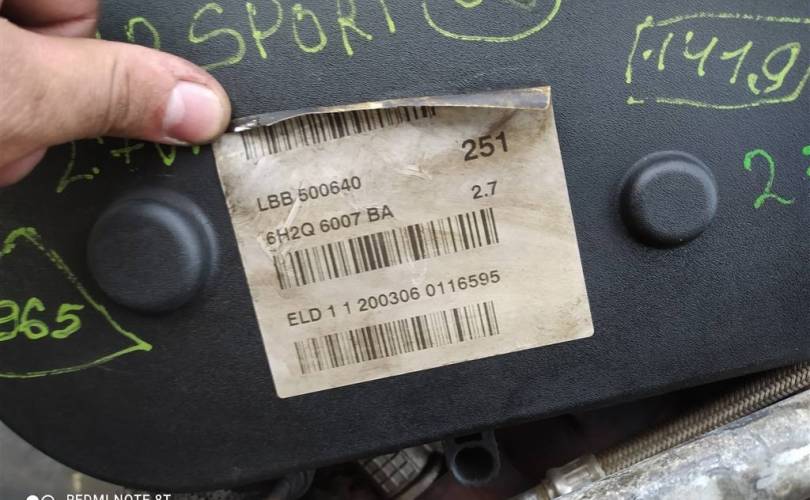 SPORT
141,9
251
LBB 500640
2.7
6H2Q 6007 BA
ELD 1 1 200306 0116595
965
REDMI NOTE 8T